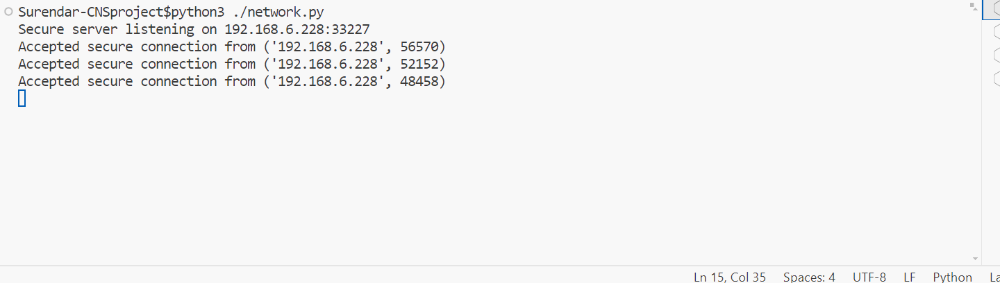 Surendar-CNSproject$python3 ./network.py
Secure server listening on 192.168.6.228:33227
Accepted secure connection from ('192.168.6.228', 56570)
Accepted secure connection from ('192.168.6.228', 52152)
Accepted secure connection from ('192.168.6.228', 48458)
Ln 15, Col 35 Spaces: 4 UTF-8 LF Python